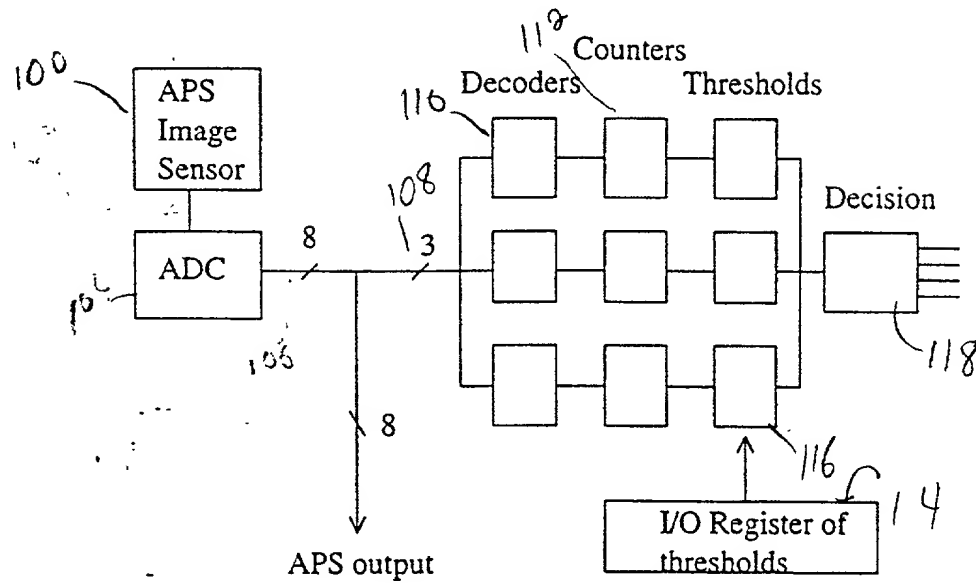 100
APS
Image
Sensor
ADC
8
108
3
8
APS output
112
Counters
Decoders
Thresholds
116
Decision
118
116
14
I/O Register of
thresholds